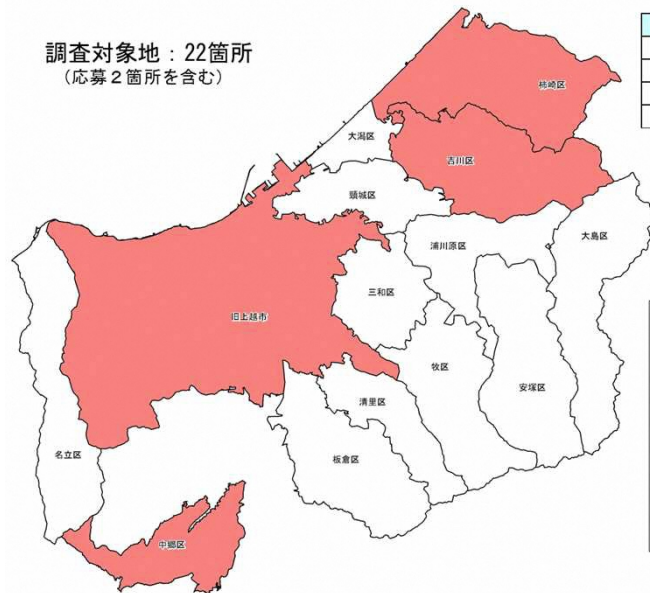 調査対象地：22箇所
（応募２箇所を含む）
柿崎区
大潟区
吉川区
頸城区
大島区
浦川原区
三和区
旧上越市
牧区
安塚区
清里区
名立区
板倉区
中郷区